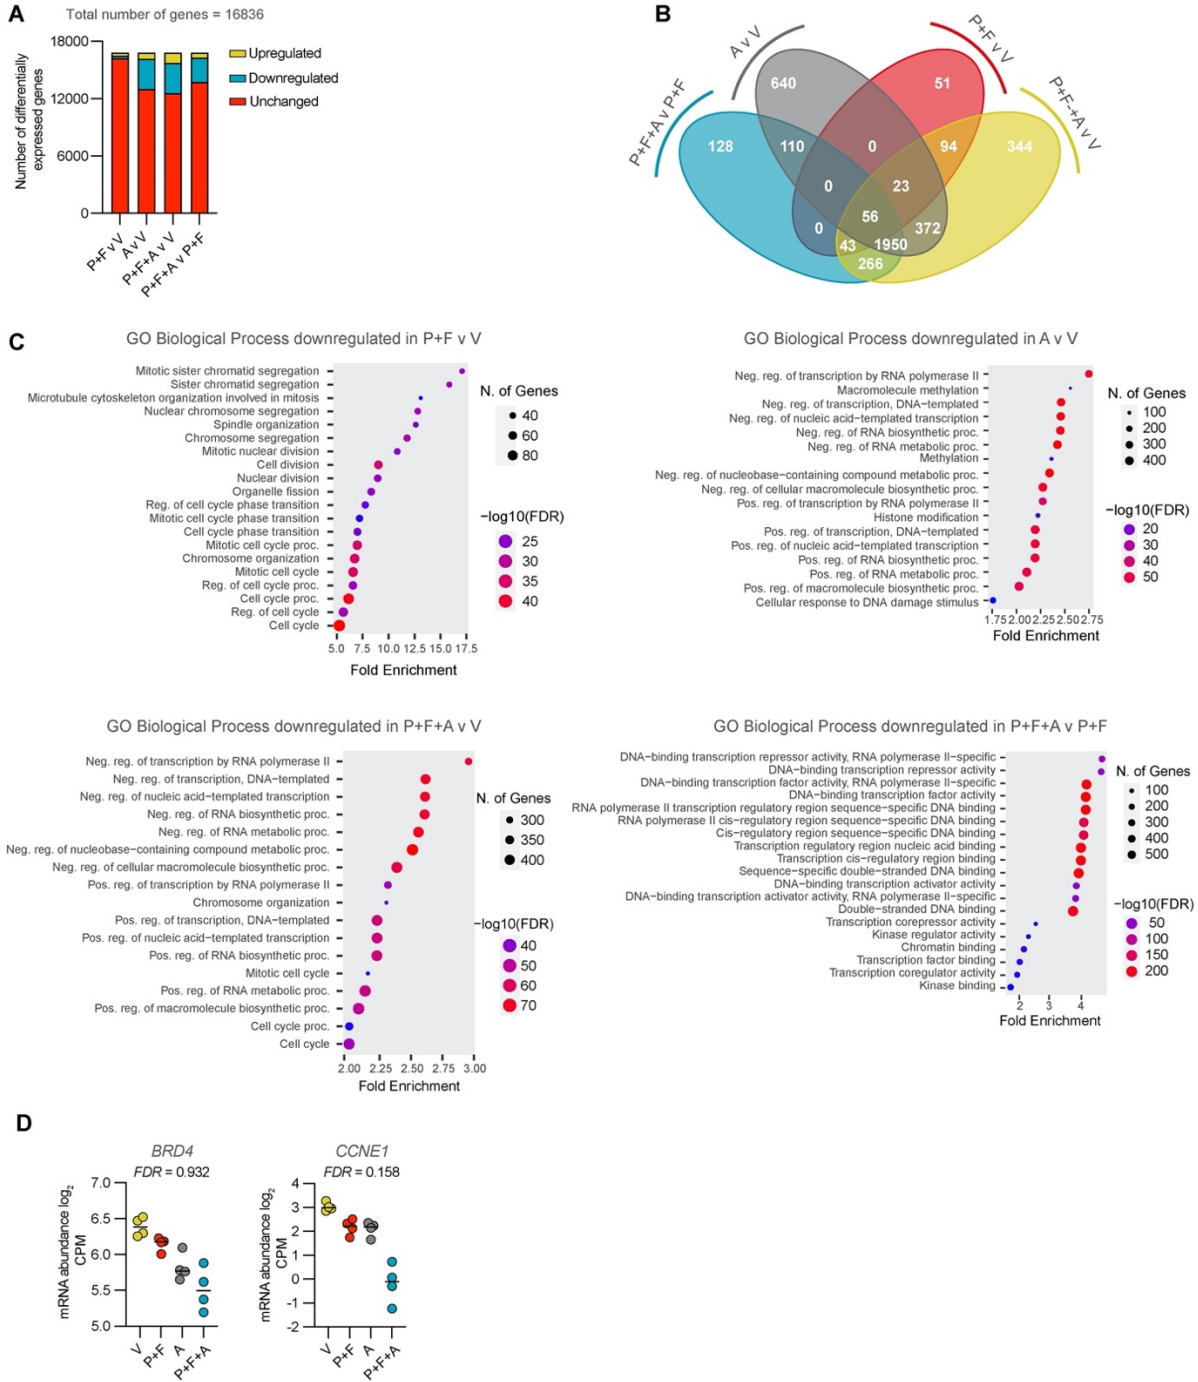 A
Total number of genes = 16836
Number of differentially
expressed genes
18000
12000
6000
0
P+F v V
A v V
P+F+A v V
P+F+A v P+F
Upregulated
Downregulated
Unchanged
B
P+F+A v P+F
A v V
P+F v V
P+F-+A v V
640
51
128
110
0
94
344
0
23
56
0
372
43
1950
266
C
GO Biological Process downregulated in P+F v V
Mitotic sister chromatid segregation
Sister chromatid segregation
Microtubule cytoskeleton organization involved in mitosis
Nuclear chromosome segregation
Spindle organization
Chromosome segregation
Mitotic nuclear division
Cell division
Nuclear division
Organelle fission
Reg. of cell cycle phase transition
Mitotic cell cycle phase transition
Cell cycle phase transition
Mitotic cell cycle proc.
Chromosome organization
Mitotic cell cycle
Reg. of cell cycle proc.
Cell cycle proc.
Reg. of cell cycle
Cell cycle
5.0 7.5 10.0 12.5 15.0 17.5
Fold Enrichment
N. of Genes
40
60
80
−log10(FDR)
25
30
35
40
GO Biological Process downregulated in A v V
Neg. reg. of transcription by RNA polymerase II
Macromolecule methylation
Neg. reg. of transcription, DNA−templated
Neg. reg. of nucleic acid−templated transcription
Neg. reg. of RNA biosynthetic proc.
Neg. reg. of RNA metabolic proc.
Methylation
Neg. reg. of nucleobase−containing compound metabolic proc.
Neg. reg. of cellular macromolecule biosynthetic proc.
Pos. reg. of transcription by RNA polymerase II
Histone modification
Pos. reg. of transcription, DNA−templated
Pos. reg. of nucleic acid−templated transcription
Pos. reg. of RNA biosynthetic proc.
Pos. reg. of RNA metabolic proc.
Pos. reg. of macromolecule biosynthetic proc.
Cellular response to DNA damage stimulus
1.75 2.00 2.25 2.50 2.75
Fold Enrichment
N. of Genes
100
200
300
400
−log10(FDR)
20
30
40
50
GO Biological Process downregulated in P+F+A v V
Neg. reg. of transcription by RNA polymerase II
Neg. reg. of transcription, DNA−templated
Neg. reg. of nucleic acid−templated transcription
Neg. reg. of RNA biosynthetic proc.
Neg. reg. of RNA metabolic proc.
Neg. reg. of nucleobase−containing compound metabolic proc.
Neg. reg. of cellular macromolecule biosynthetic proc.
Pos. reg. of transcription by RNA polymerase II
Chromosome organization
Pos. reg. of transcription, DNA−templated
Pos. reg. of nucleic acid−templated transcription
Pos. reg. of RNA biosynthetic proc.
Mitotic cell cycle
Pos. reg. of RNA metabolic proc.
Pos. reg. of macromolecule biosynthetic proc.
Cell cycle proc.
Cell cycle
2.00 2.25 2.50 2.75 3.00
Fold Enrichment
N. of Genes
300
350
400
−log10(FDR)
40
50
60
70
GO Biological Process downregulated in P+F+A v P+F
DNA−binding transcription repressor activity, RNA polymerase II−specific
DNA−binding transcription repressor activity
DNA−binding transcription factor activity, RNA polymerase II−specific
DNA−binding transcription factor activity
RNA polymerase II transcription regulatory region sequence−specific DNA binding
RNA polymerase II cis−regulatory region sequence−specific DNA binding
Cis−regulatory region sequence−specific DNA binding
Transcription regulatory region nucleic acid binding
Transcription cis−regulatory region binding
Sequence−specific double−stranded DNA binding
DNA−binding transcription activator activity
DNA−binding transcription activator activity, RNA polymerase II−specific
Double−stranded DNA binding
Transcription corepressor activity
Kinase regulator activity
Chromatin binding
Transcription factor binding
Transcription coregulator activity
Kinase binding
2 3 4
Fold Enrichment
N. of Genes
100
200
300
400
500
−log10(FDR)
50
100
150
200
D
BRD4
FDR = 0.932
mRNA abundance log2
CPM
7.0
6.5
6.0
5.5
5.0
V
P+F
A
P+F+A
CCNE1
FDR = 0.158
mRNA abundance log2
CPM
4
3
2
1
0
-1
-2
V
P+F
A
P+F+A